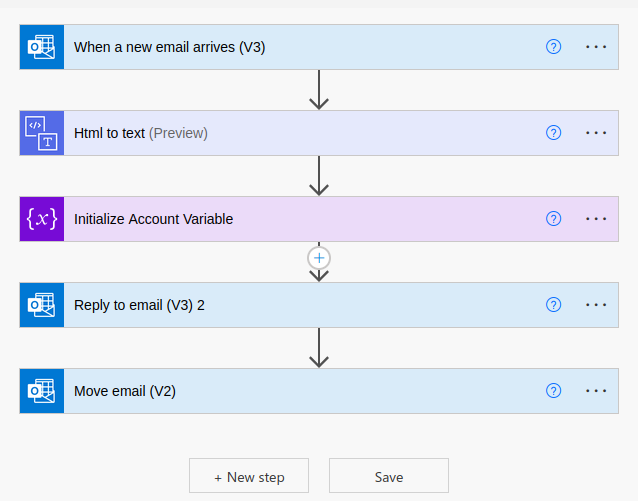 When a new email arrives (V3)
Html to text (Preview)
Initialize Account Variable
Reply to email (V3) 2
Move email (V2)
+ New step
Save